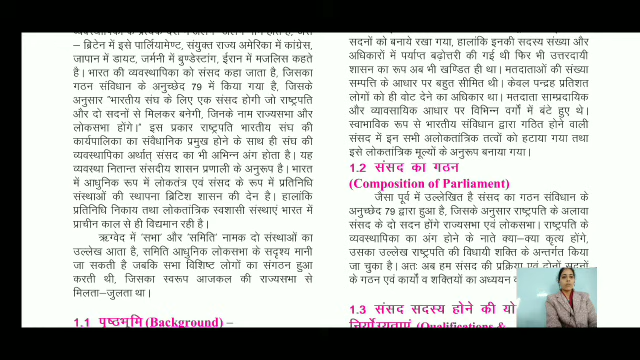 – ब्रिटेन में इसे पार्लियामेण्ट, संयुक्त राज्य अमेरिका में कांग्रेस,
जापान में डायट, जर्मनी में बुण्डेस्टांग, ईरान में मजलिस कहते
है। भारत की व्यवस्थापिका को संसद कहा जाता है, जिसका
गठन संविधान के अनुच्छेद 79 में किया गया है, जिसके
अनुसार "भारतीय संघ के लिए एक संसद होगी जो राष्ट्रपति
और दो सदनों से मिलकर बनेगी, जिनके नाम राज्यसभा और
लोकसभा होंगे।" इस प्रकार राष्ट्रपति भारतीय संघ की
कार्यपालिका का संवैधानिक प्रमुख होने के साथ ही संघ की
व्यवस्थापिका अर्थात् संसद का भी अभिन्न अंग होता है। यह
व्यवस्था नितान्त संसदीय शासन प्रणाली के अनुरूप है। भारत
में आधुनिक रूप में लोकतंत्र एवं संसद के रूप में प्रतिनिधि
संस्थाओं की स्थापना ब्रिटिश शासन की देन है। हालांकि
प्रतिनिधि निकाय तथा लोकतांत्रिक स्वशासी संस्थाएं भारत में
प्राचीन काल से ही विद्यमान रही है।
ऋग्वेद में 'सभा' और 'समिति' नामक दो संस्थाओं का
उल्लेख आता है, समिति आधुनिक लोकसभा के सदृश्य मानी
जा सकती है जबकि सभा विशिष्ट लोगों का संगठन हुआ
करती थी, जिसका स्वरूप आजकल की राज्यसभा से
मिलता–जुलता था।
1.1 पृष्ठभूमि (Background) –
सदनों को बनाये रखा गया, हालांकि इनकी सदस्य संख्या और
अधिकारों में पर्याप्त बढ़ोत्तरी की गई थी फिर भी उत्तरदायी
शासन का रूप अब भी खण्डित ही था। मतदाताओं की संख्या
सम्पत्ति के आधार पर बहुत सीमित थी। केवल पन्द्रह प्रतिशत
लोगों को ही वोट देने का अधिकार था। मतदाता साम्प्रदायिक
और व्यावसायिक आधार पर विभिन्न वर्गो में बंटे हुए थे।
स्वाभाविक रूप से भारतीय संविधान द्वारा गठित होने वाली
संसद में इन सभी अलोकतांत्रिक तत्वों को हटाया गया तथा
इसे लोकतांत्रिक मूल्यों के अनुरूप बनाया गया।
1.2 संसद का गठन
(Composition of Parliament)
जैसा पूर्व में उल्लेखित है संसद का गठन संविधान के
अनुच्छेद 79 द्वारा हुआ है, जिसके अनुसार राष्ट्रपति के अलावा
संसद के दो सदन होंगे राज्यसभा एवं लोकसभा। राष्ट्रपति के
व्यवस्थापिका का अंग होने के नाते क्या–क्या कृत्य होंगे,
उसका उल्लेख राष्ट्रपति की विधायी शक्ति के अन्तर्गत किया
जा चुका है। अतः अब हम संसद की प्रक्रिया एवं दोनों सदनों
के गठन एवं कार्यो व शक्तियों का अध्ययन
1.3 संसद सदस्य होने की
निर्योग्यताएं (Qualifications &